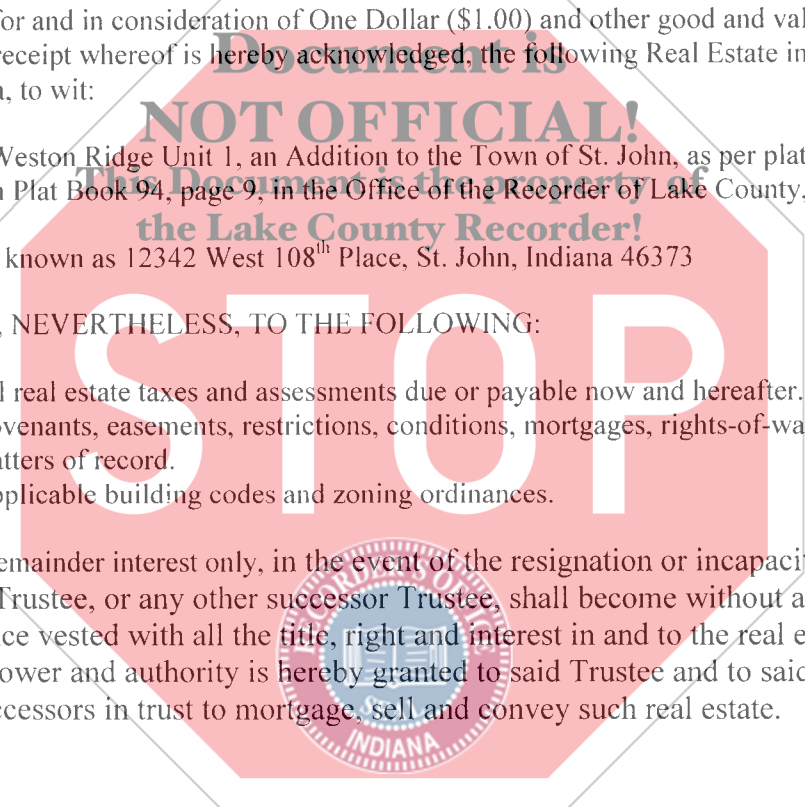 for and in consideration of One Dollar ($1.00) and other good and val
receipt whereof is hereby acknowledged, the following Real Estate in
Document is
, to wit:
NOT OFFICIAL!
Weston Ridge Unit 1, an Addition to the Town of St. John, as per plat
This Document is the property of
Plat Book 94, page 9, in the Office of the Recorder of Lake County,
the Lake County Recorder!
known as 12342 West 108th Place, St. John, Indiana 46373
, NEVERTHELESS, TO THE FOLLOWING:
STOP
l real estate taxes and assessments due or payable now and hereafter.
ovenants, easements, restrictions, conditions, mortgages, rights-of-wa
atters of record.
pplicable building codes and zoning ordinances.
emainder interest only, in the event of the resignation or incapaci
Trustee, or any other successor Trustee, shall become without a
ce vested with all the title, right and interest in and to the real e
ower and authority is hereby granted to said Trustee and to said
ccessors in trust to mortgage, sell and convey such real estate.
RECORDER'S OFFICE
SEAL
INDIANA